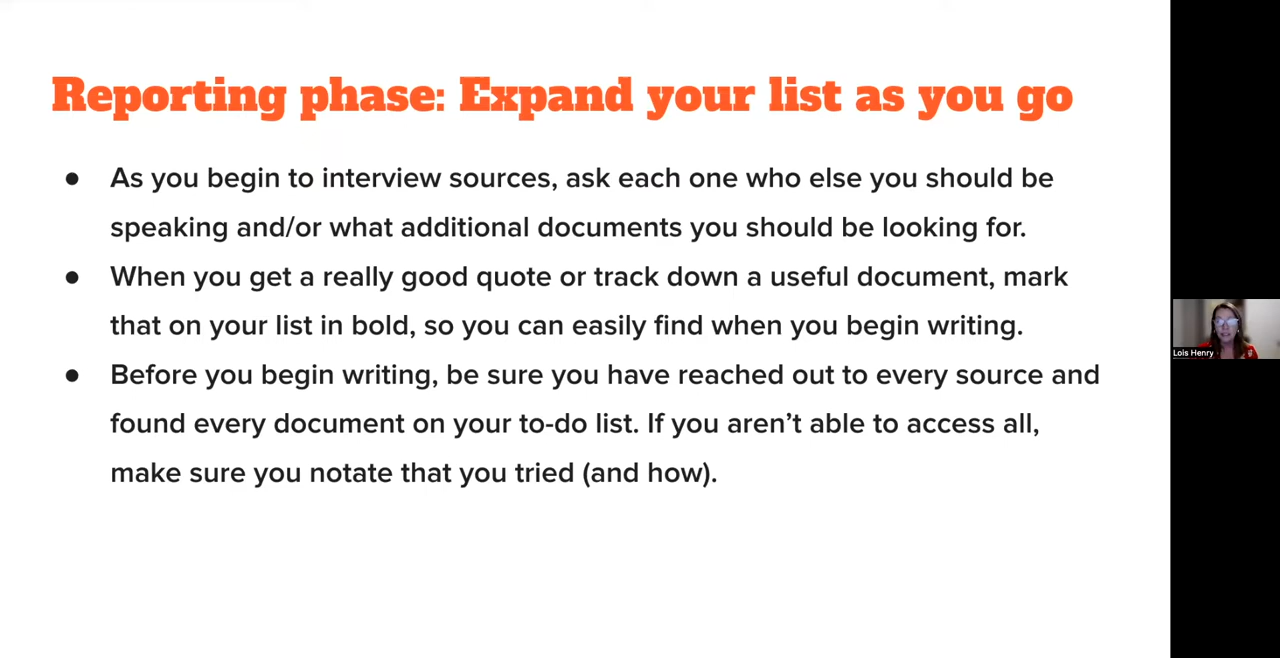 Reporting phase: Expand your list as you go
● As you begin to interview sources, ask each one who else you should be
speaking and/or what additional documents you should be looking for.
● When you get a really good quote or track down a useful document, mark
that on your list in bold, so you can easily find when you begin writing.
● Before you begin writing, be sure you have reached out to every source and
found every document on your to-do list. If you aren’t able to access all,
make sure you notate that you tried (and how).
Lois Henry